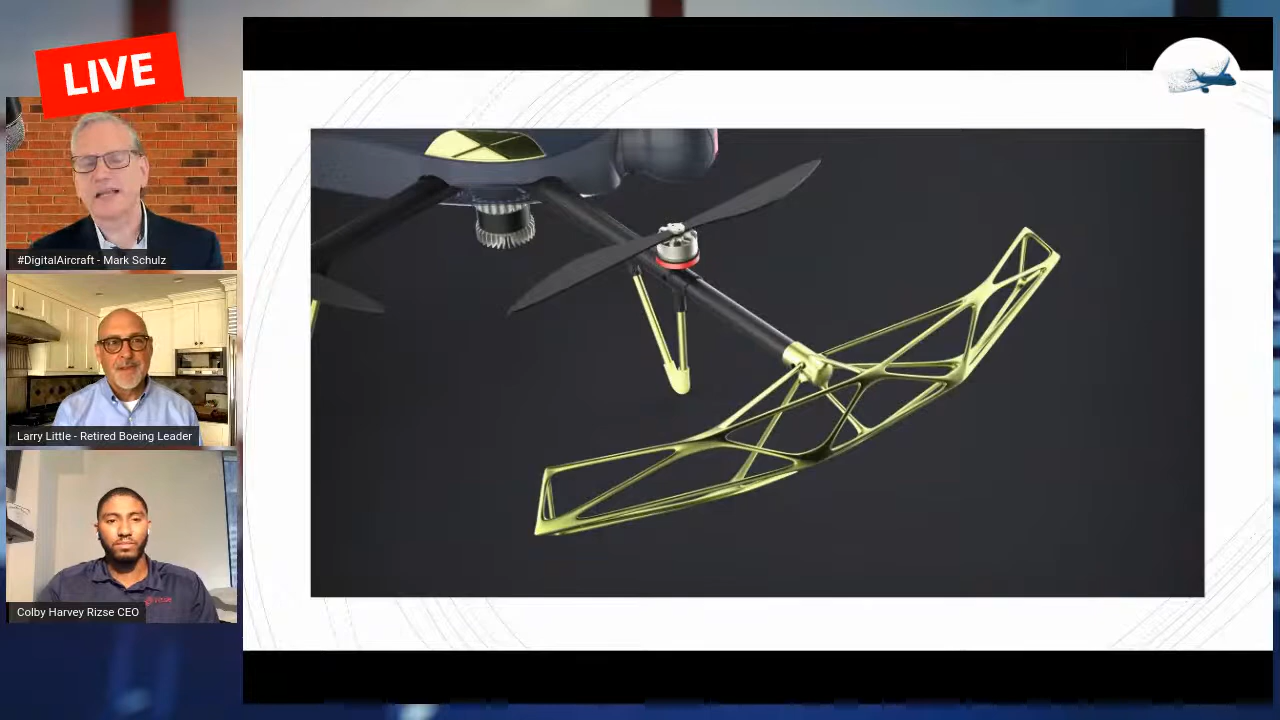 LIVE
#DigitalAircraft - Mark Schulz
Larry Little - Retired Boeing Leader
Colby Harvey Rizse CEO